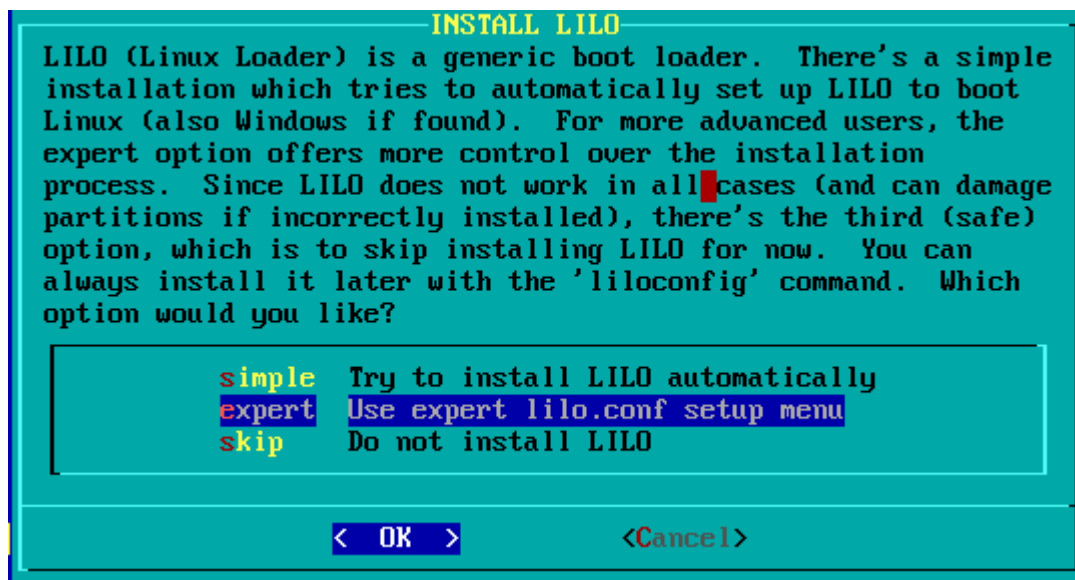 INSTALL LILO
LILO (Linux Loader) is a generic boot loader.  There's a simple
installation which tries to automatically set up LILO to boot
Linux (also Windows if found).  For more advanced users, the
expert option offers more control over the installation
process.  Since LILO does not work in all cases (and can damage
partitions if incorrectly installed), there's the third (safe)
option, which is to skip installing LILO for now.  You can
always install it later with the 'liloconfig' command.  Which
option would you like?
simple  Try to install LILO automatically
expert  Use expert lilo.conf setup menu
skip    Do not install LILO
<  OK  >          <Cancel>